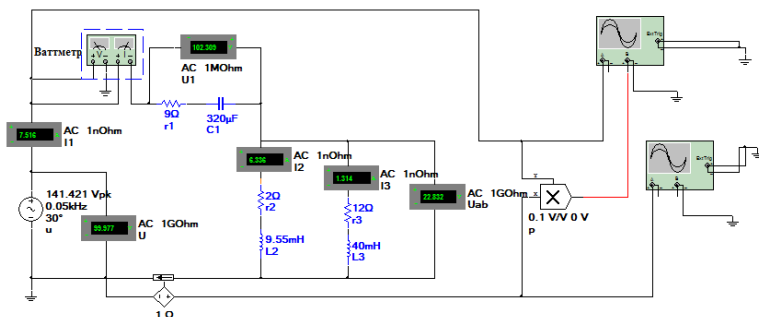 Ваттметр
V
I
102.309
AC 1MOhm
U1
9Ω
r1
320µF
C1
7.516
AC 1nOhm
I1
6.336
AC 1nOhm
I2
1.314
AC 1nOhm
I3
22.832
AC 1GOhm
Uab
141.421 Vpk
0.05kHz
30°
u
99.977
AC 1GOhm
U
2Ω
r2
9.55mH
L2
12Ω
r3
40mH
L3
1 Ω
0.1 V/V 0 V
p
Y
X
ExtTrig
A
B
ExtTrig
A
B